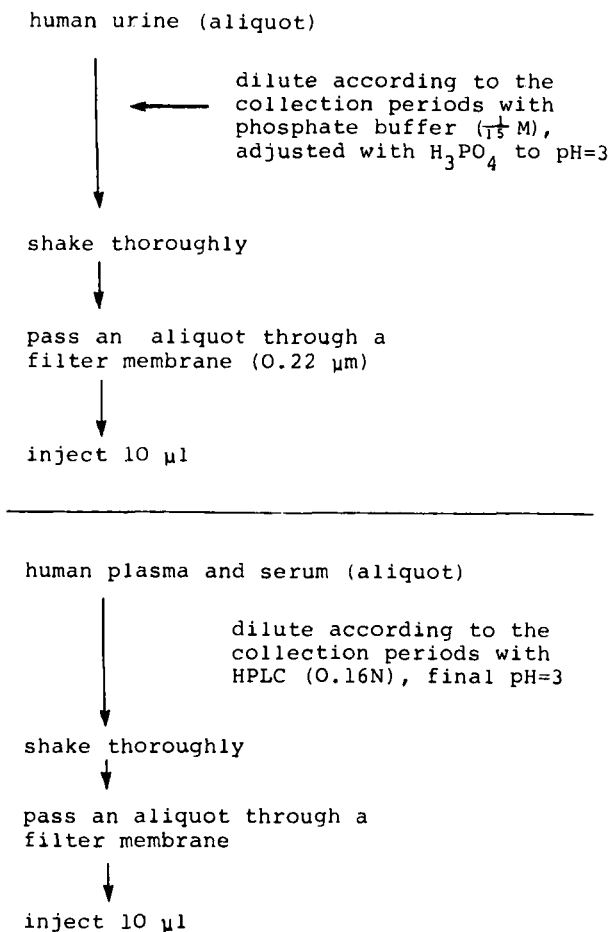 human urine (aliquot)
dilute according to the
collection periods with
phosphate buffer (1/15 M),
adjusted with H₃PO₄ to pH=3
shake thoroughly
pass an aliquot through a
filter membrane (0.22 μm)
inject 10 μl
human plasma and serum (aliquot)
dilute according to the
collection periods with
HPLC (0.16N), final pH=3
shake thoroughly
pass an aliquot through a
filter membrane
inject 10 μl